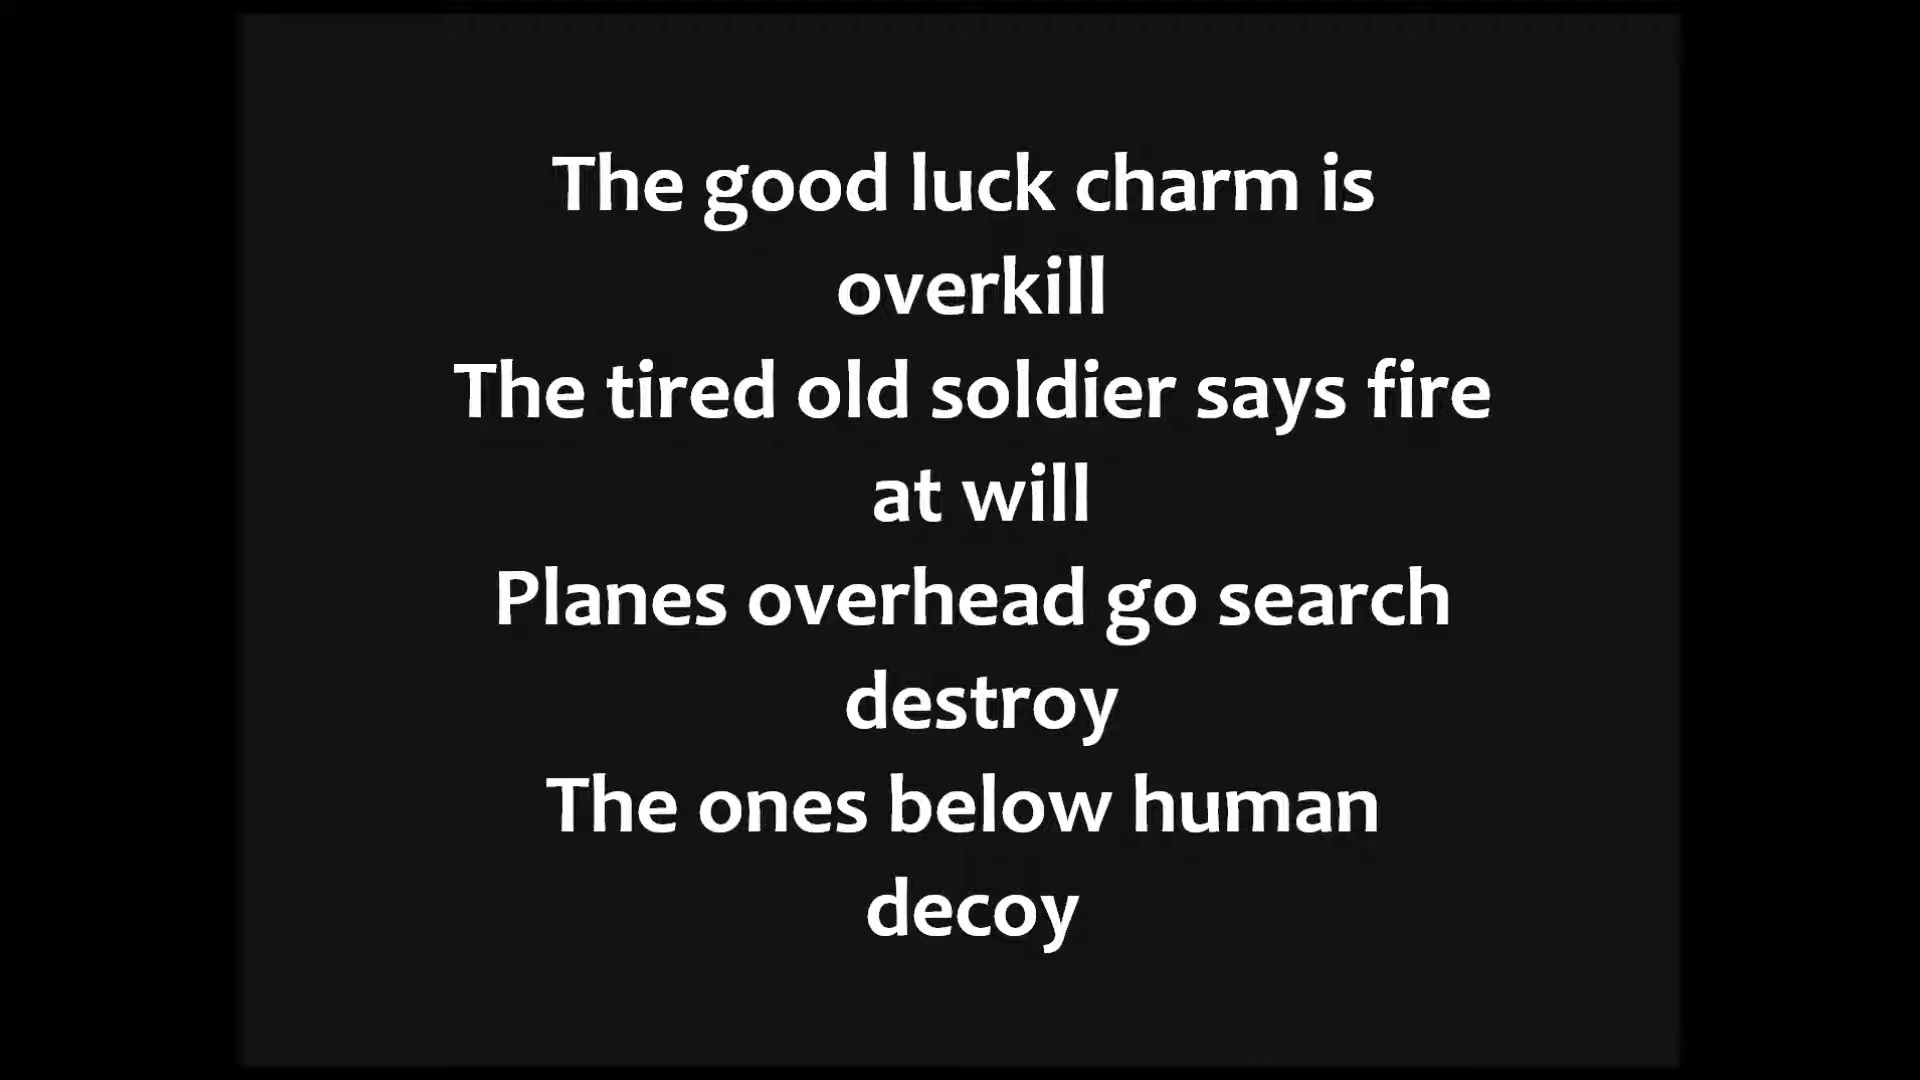 The good luck charm is
overkill
The tired old soldier says fire
at will
Planes overhead go search
destroy
The ones below human
decoy